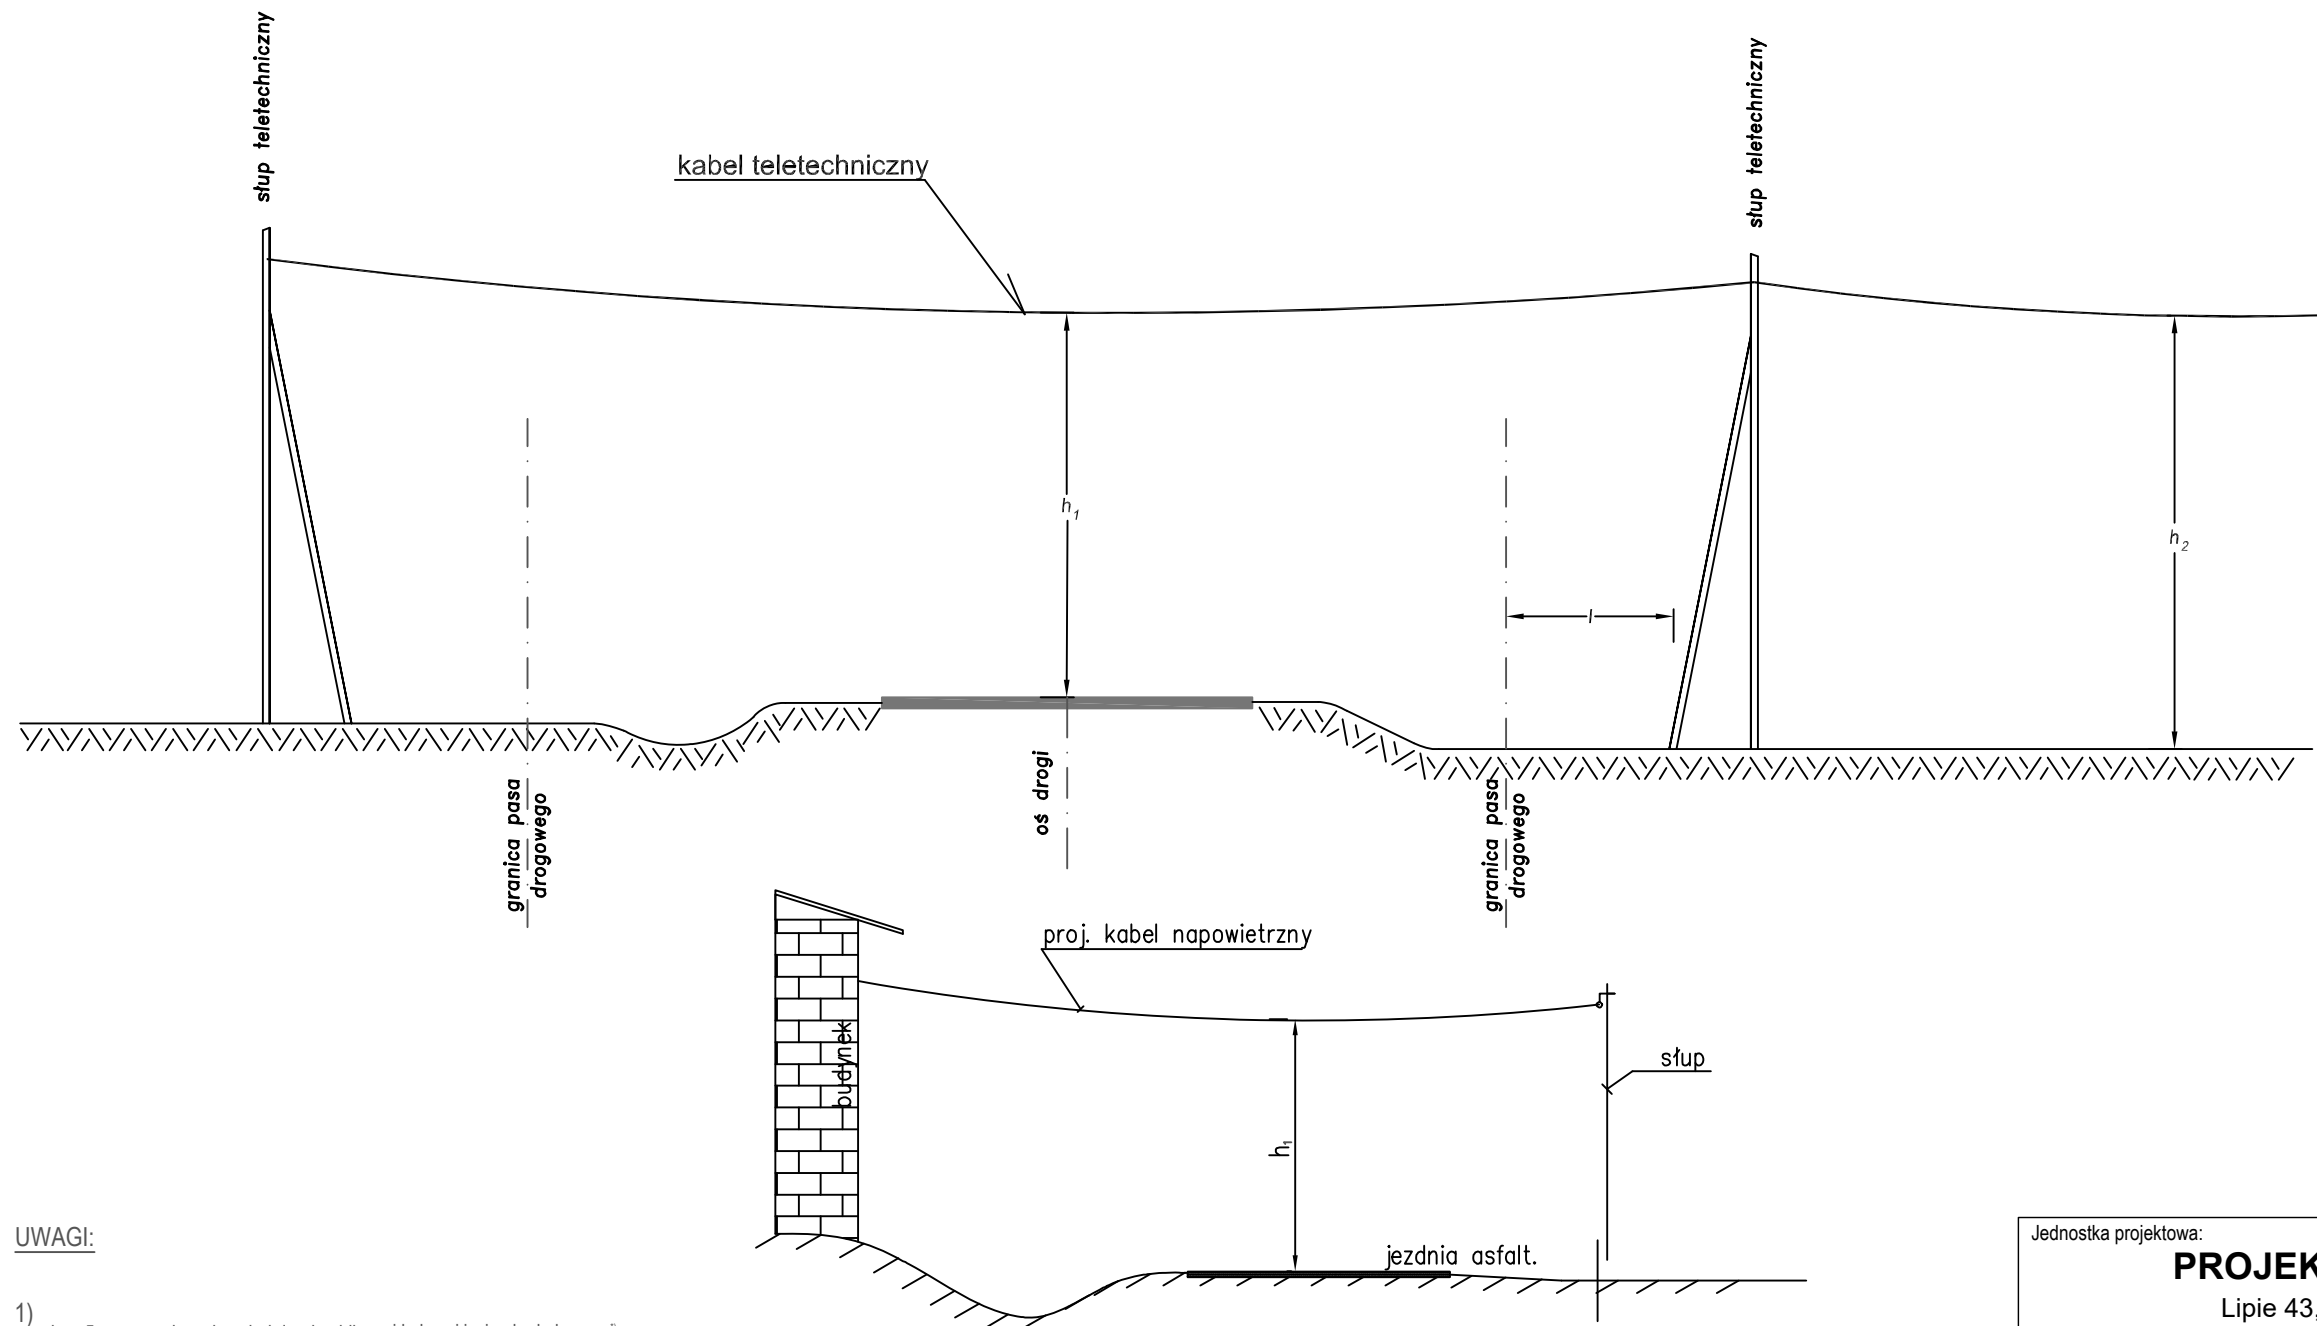 słup teletechniczny
słup teletechniczny
kabel teletechniczny
h1
h2
l
granica pasa
drogowego
oś drogi
granica pasa
drogowego
proj. kabel napowietrzny
budynek
słup
h1
jezdnia asfalt.
UWAGI:
1)
Jednostka projektowa:
PROJEK
Lipie 43,